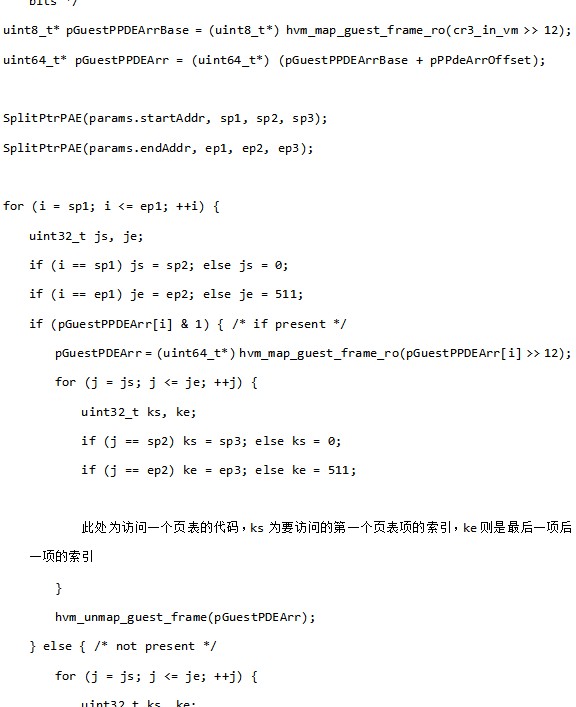 bits */
uint8_t* pGuestPPDEArrBase = (uint8_t*) hvm_map_guest_frame_ro(cr3_in_vm >> 12);
uint64_t* pGuestPPDEArr = (uint64_t*) (pGuestPPDEArrBase + pPPdeArrOffset);
SplitPtrPAE(params.startAddr, sp1, sp2, sp3);
SplitPtrPAE(params.endAddr, ep1, ep2, ep3);
for (i = sp1; i <= ep1; ++i) {
uint32_t js, je;
if (i == sp1) js = sp2; else js = 0;
if (i == ep1) je = ep2; else je = 511;
if (pGuestPPDEArr[i] & 1) { /* if present */
pGuestPDEArr = (uint64_t*) hvm_map_guest_frame_ro(pGuestPPDEArr[i] >> 12);
for (j = js; j <= je; ++j) {
uint32_t ks, ke;
if (j == sp2) ks = sp3; else ks = 0;
if (j == ep2) ke = ep3; else ke = 511;
此处为访问一个页表的代码，ks 为要访问的第一个页表项的索引，ke 则是最后一项后
一项的索引
}
hvm_unmap_guest_frame(pGuestPDEArr);
} else { /* not present */
for (j = js; j <= je; ++j) {
uint32_t ks, ke;